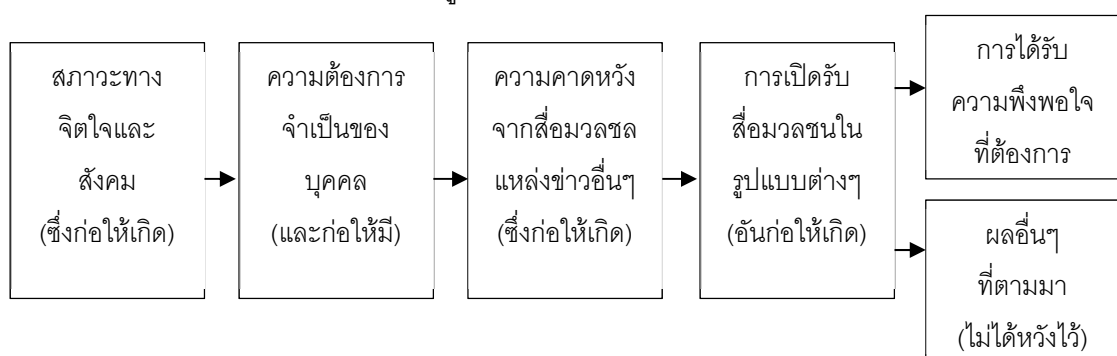 สภาวะทาง
จิตใจและ
สังคม
(ซึ่งก่อให้เกิด)
ความต้องการ
จำเป็นของ
บุคคล
(และก่อให้มี)
ความคาดหวัง
จากสื่อมวลชล
แหล่งข่าวอื่นๆ
(ซึ่งก่อให้เกิด)
การเปิดรับ
สื่อมวลชนใน
รูปแบบต่างๆ
(อันก่อให้เกิด)
การได้รับ
ความพึงพอใจ
ที่ต้องการ
ผลอื่นๆ
ที่ตามมา
(ไม่ได้หวังไว้)